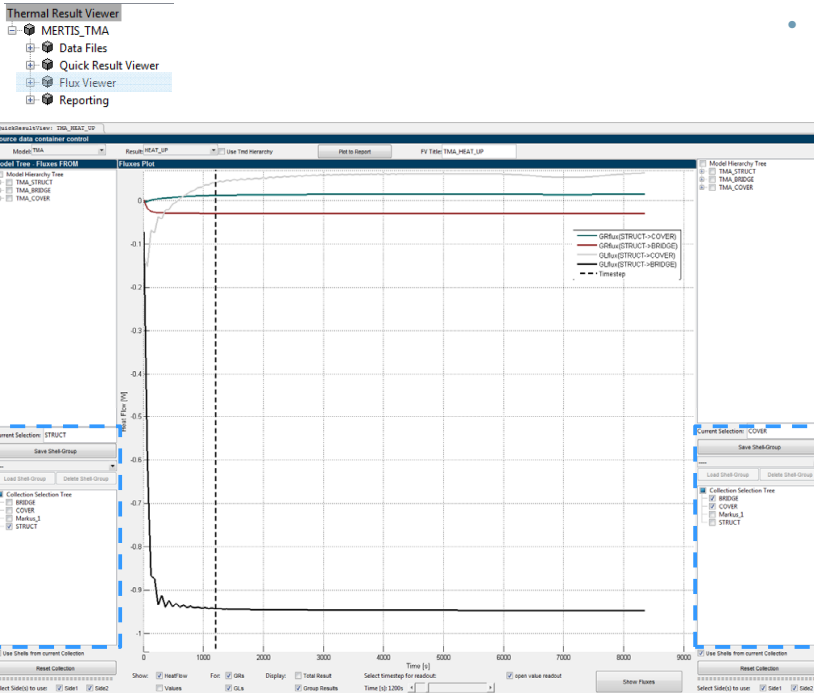 Thermal Result Viewer
MERTIS_TMA
Data Files
Quick Result Viewer
Flux Viewer
Reporting
QuickResultView: TMA_HEAT_UP
ource data container control
Model: TMA
Result: HEAT_UP
Use Tmd Hierarchy
Plot to Report
FV Title: TMA_HEAT_UP
odel Tree - Fluxes FROM
Fluxes Plot
Model Hierarchy Tree
TMA_STRUCT
TMA_BRIDGE
TMA_COVER
Model Hierarchy Tree
TMA_STRUCT
TMA_BRIDGE
TMA_COVER
0
-0.1
-0.2
-0.3
-0.4
-0.5
-0.6
-0.7
-0.8
-0.9
-1
Heat Flow [W]
GRflux(STRUCT->COVER)
GRflux(STRUCT->BRIDGE)
GLflux(STRUCT->COVER)
GLflux(STRUCT->BRIDGE)
Timestep
0 1000 2000 3000 4000 5000 6000 7000 8000 9000
Time [s]
urrent Selection: STRUCT
Save Shell-Group
---
Load Shell-Group Delete Shell-Group
Collection Selection Tree
BRIDGE
COVER
Markus_1
STRUCT
Use Shells from current Collection
Reset Collection
lect Side(s) to use: Side1 Side2
Current Selection: COVER
Save Shell-Group
----
Load Shell-Group Delete Shell-Group
Collection Selection Tree
BRIDGE
COVER
Markus_1
STRUCT
Use Shells from current Collection
Reset Collection
Select Side(s) to use: Side1 Side2
Show: HeatFlow For: GRs Display: Total Result Select timestep for readout: open value readout
Values GLs Group Results Time [s]: 1200s
Show Fluxes